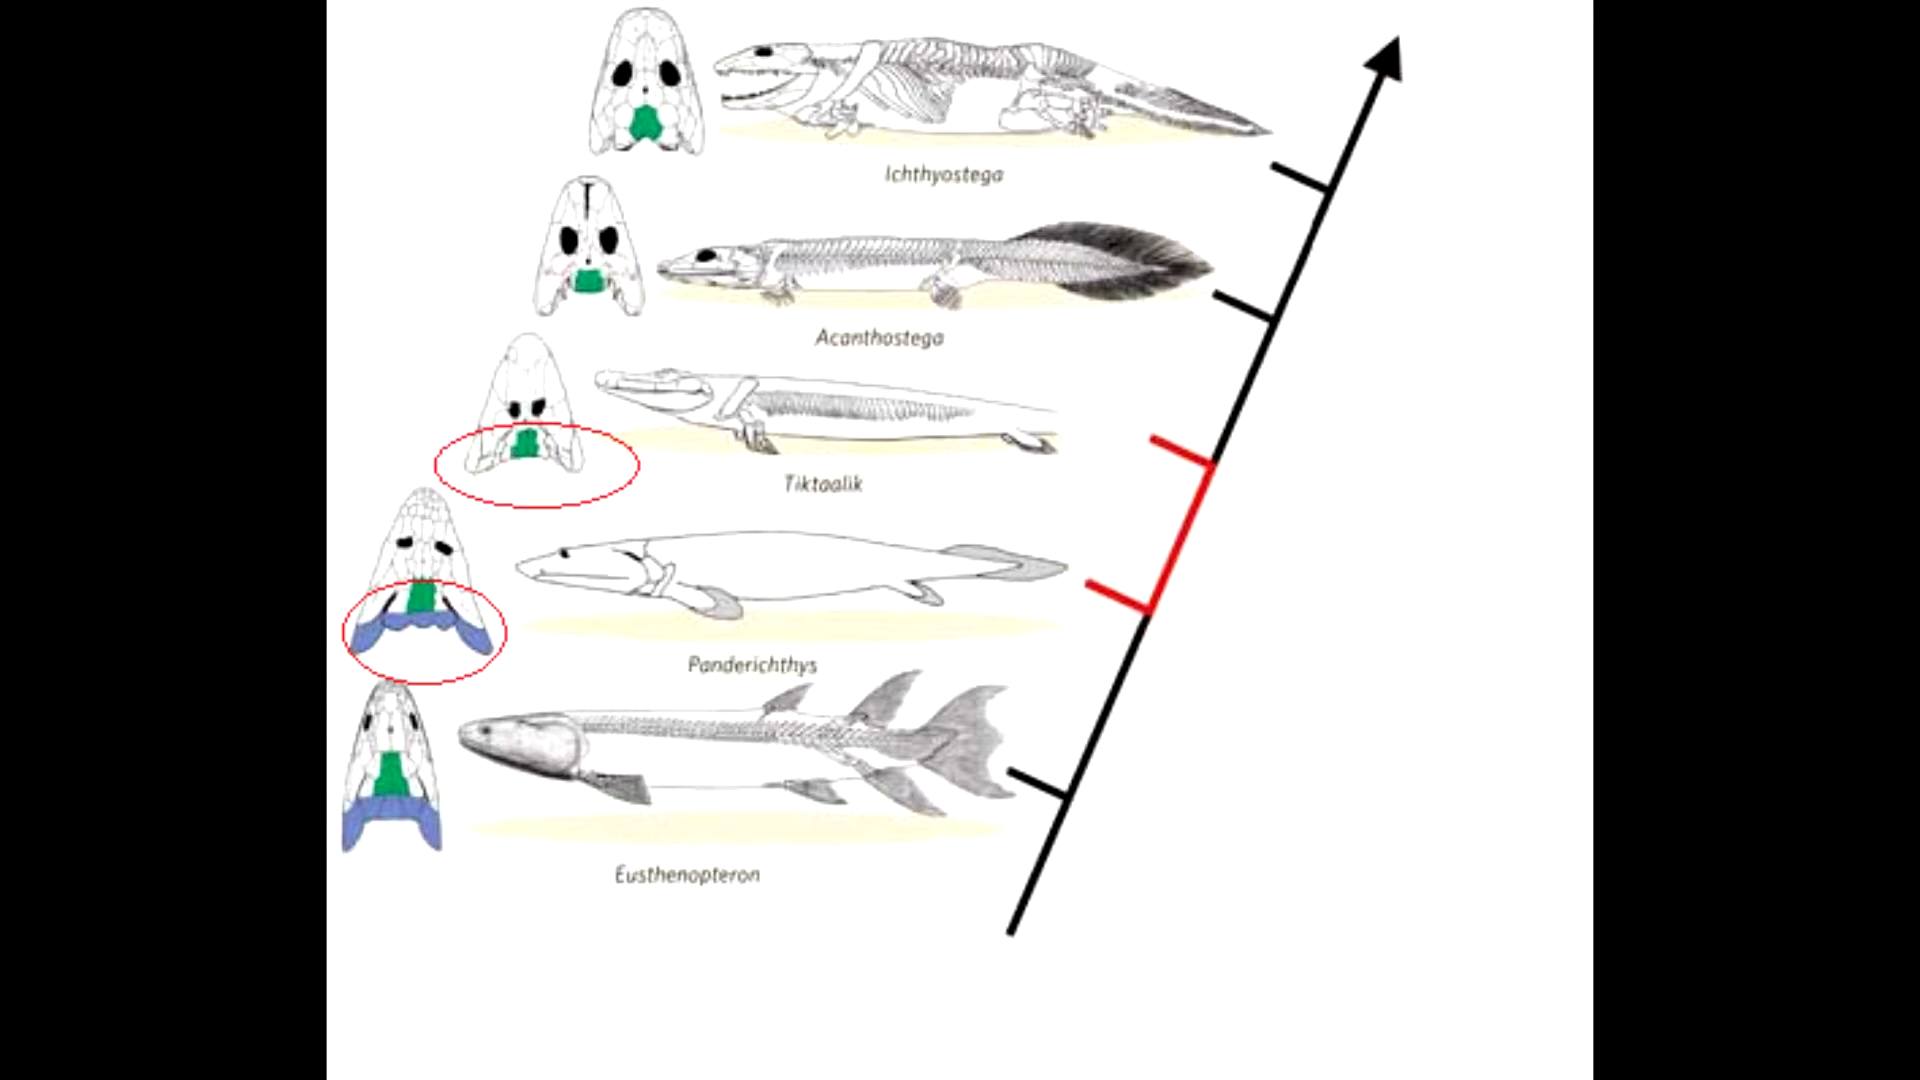 Ichthyostega
Acanthostega
Tiktaalik
Panderichthys
Eusthenopteron